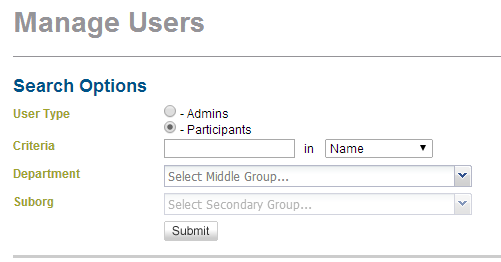 Manage Users
Search Options
User Type - Admins
- Participants
Criteria in Name
Department Select Middle Group...
Suborg Select Secondary Group...
Submit